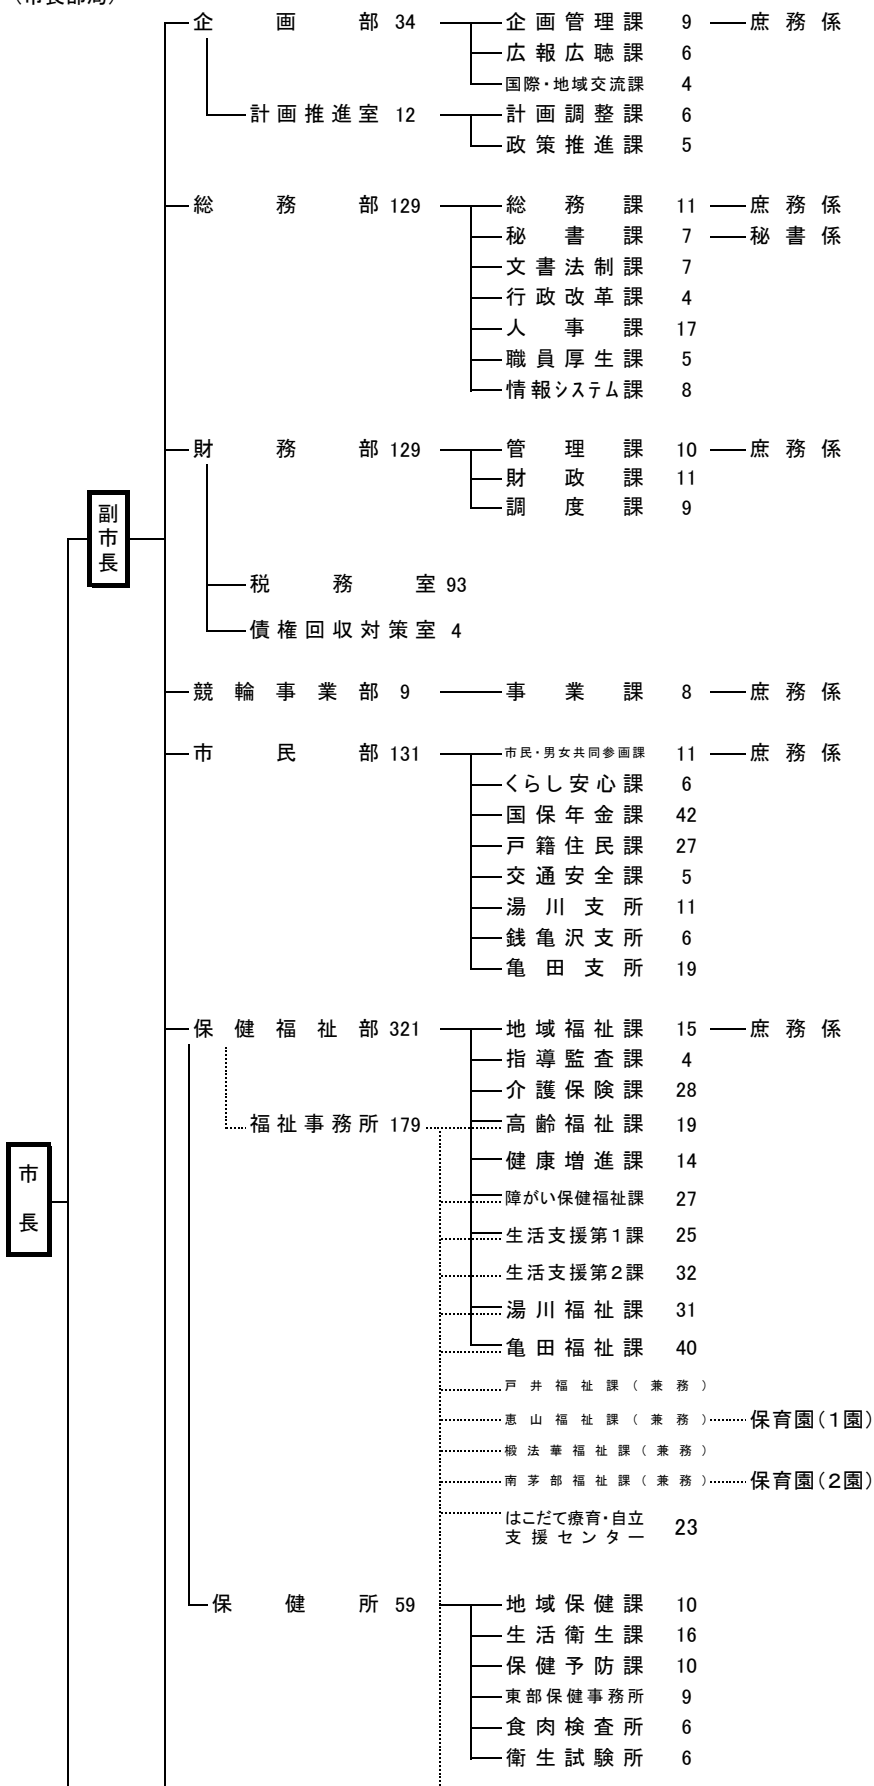 （市長部局）
企画部 34 企画管理課 9 庶務係
広報広聴課 6
国際・地域交流課 4
計画推進室 12 計画調整課 6
政策推進課 5
総務部 129 総務課 11 庶務係
秘書課 7 秘書係
文書法制課 7
行政改革課 4
人事課 17
職員厚生課 5
情報システム課 8
財務部 129 管理課 10 庶務係
財政課 11
調度課 9
副市長
税務室 93
債権回収対策室 4
競輪事業部 9 事業課 8 庶務係
市民部 131 市民・男女共同参画課 11 庶務係
くらし安心課 6
国保年金課 42
戸籍住民課 27
交通安全課 5
湯川支所 11
銭亀沢支所 6
亀田支所 19
保健福祉部 321 地域福祉課 15 庶務係
指導監査課 4
介護保険課 28
福祉事務所 179 高齢福祉課 19
健康増進課 14
市長
障がい保健福祉課 27
生活支援第１課 25
生活支援第２課 32
湯川福祉課 31
亀田福祉課 40
戸井福祉課（兼務）
恵山福祉課（兼務） 保育園（１園）
椴法華福祉課（兼務）
南茅部福祉課（兼務） 保育園（２園）
はこだて療育・自立
支援センター 23
保健所 59 地域保健課 10
生活衛生課 16
保健予防課 10
東部保健事務所 9
食肉検査所 6
衛生試験所 6